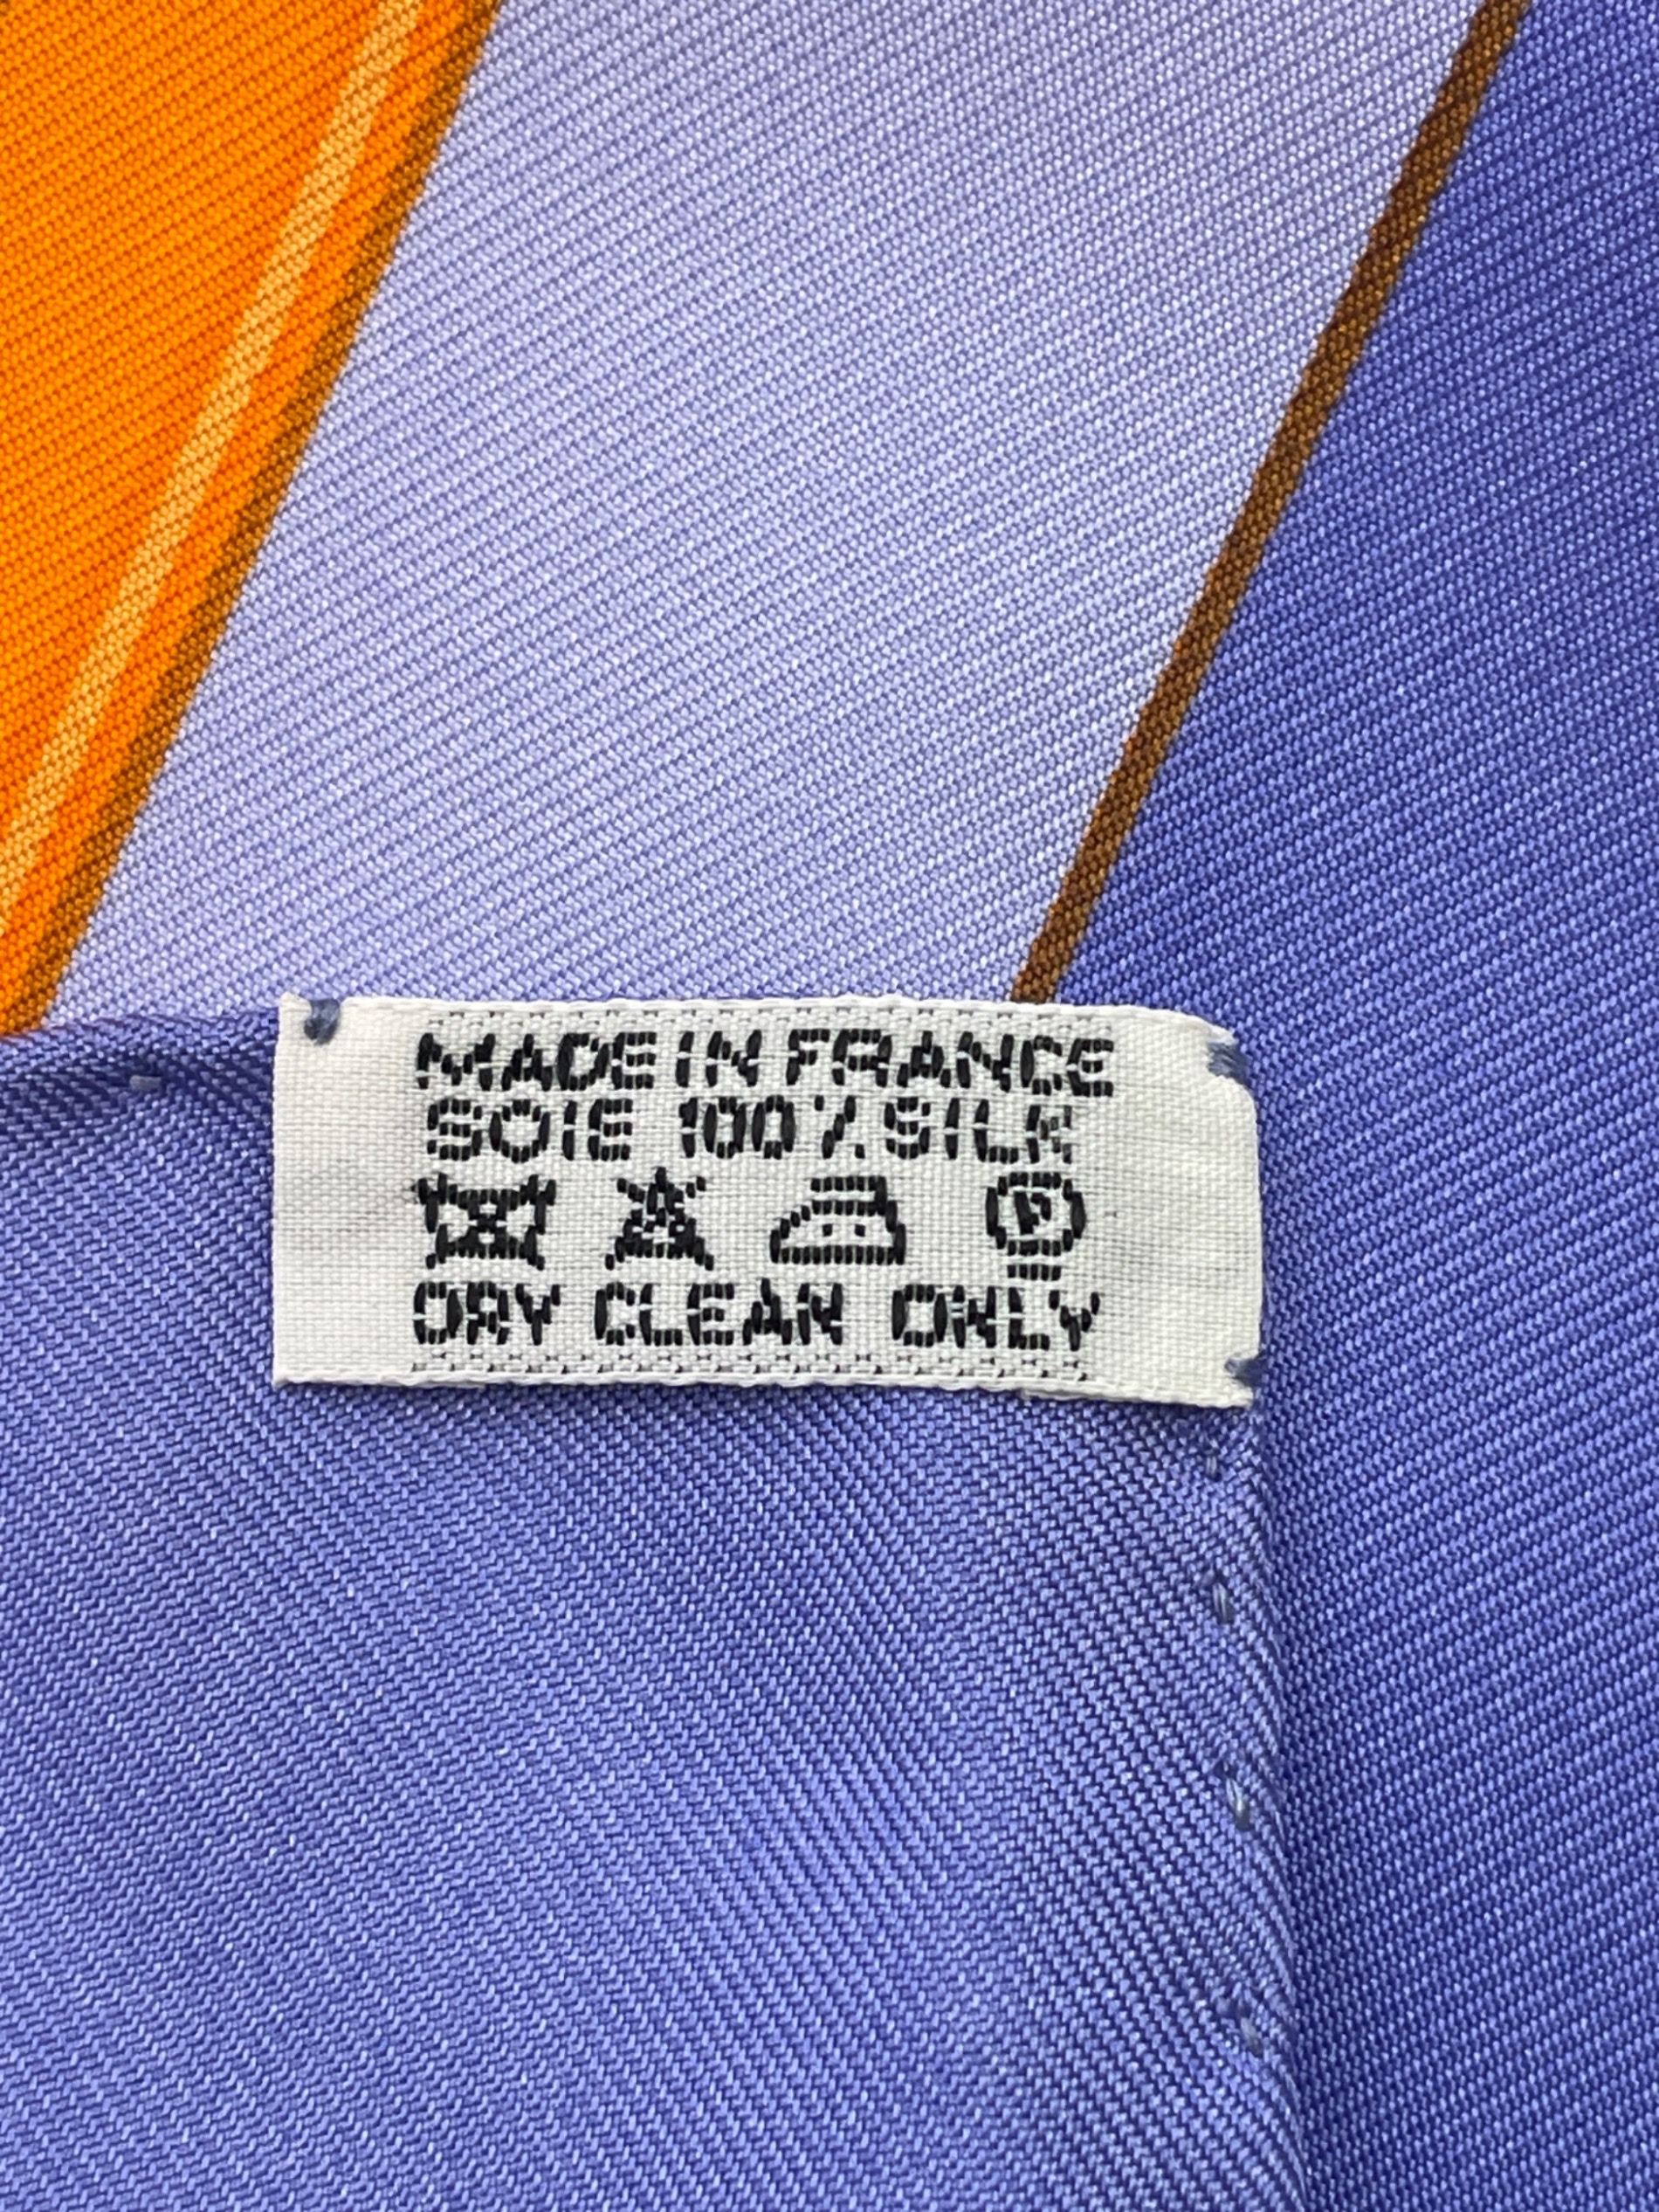 MADE IN FRANCE
SOIE 100% SILK
P
DRY CLEAN ONLY